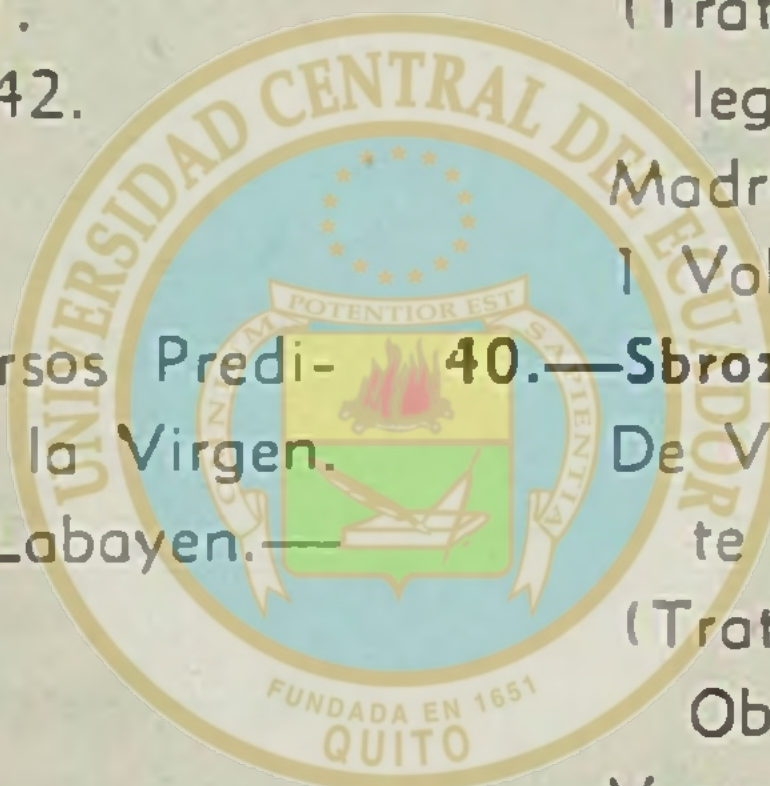 .
42.
rsos Predi-
la Virgen.
Labayen.—
(Trat
leg
Madr
1 Vol
40.—Sbroz
De V
te
(Trat
Ob
UNIVERSIDAD CENTRAL DEL ECUADOR
OMNIUM POTENTIOR EST SAPIENTIA
FUNDADA EN 1651
QUITO